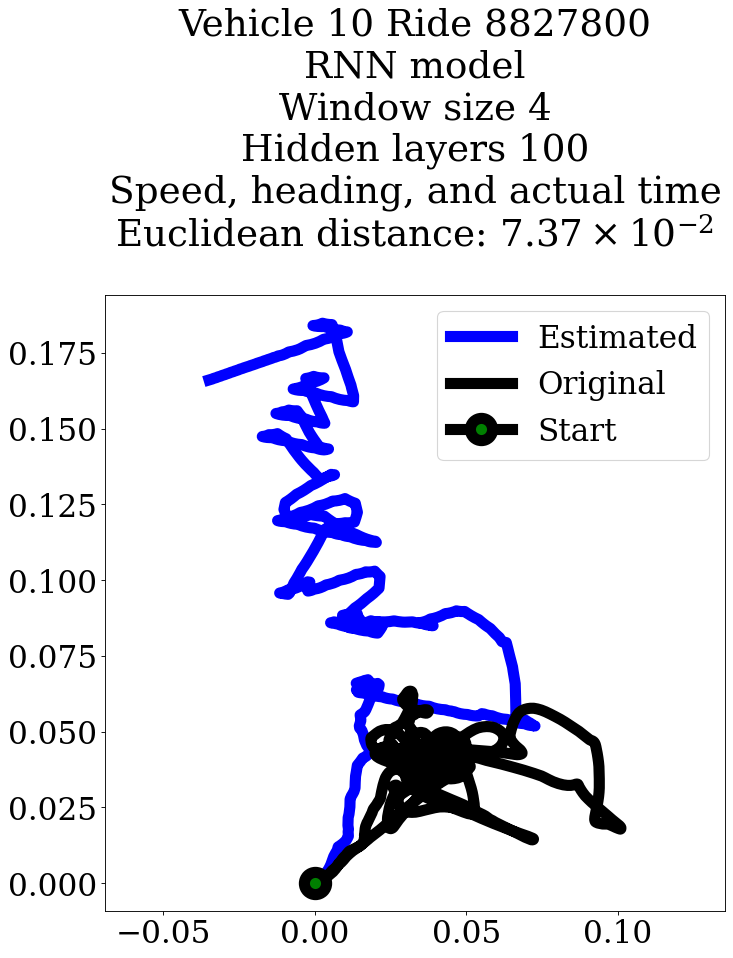 Vehicle 10 Ride 8827800
RNN model
Window size 4
Hidden layers 100
Speed, heading, and actual time
Euclidean distance: 7.37 × 10⁻²
Estimated
Original
Start
0.175
0.150
0.125
0.100
0.075
0.050
0.025
0.000
−0.05 0.00 0.05 0.10